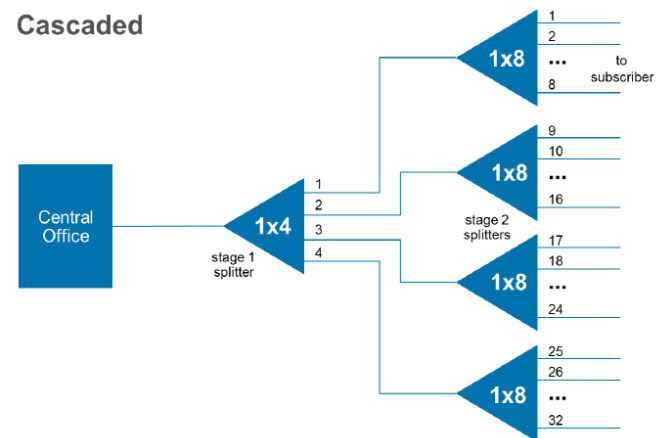 Cascaded
Central
Office
stage 1
splitter
1x4
1
2
3
4
stage 2
splitters
1x8
1
2
...
8
to
subscriber
1x8
9
10
...
16
1x8
17
18
...
24
1x8
25
26
...
32